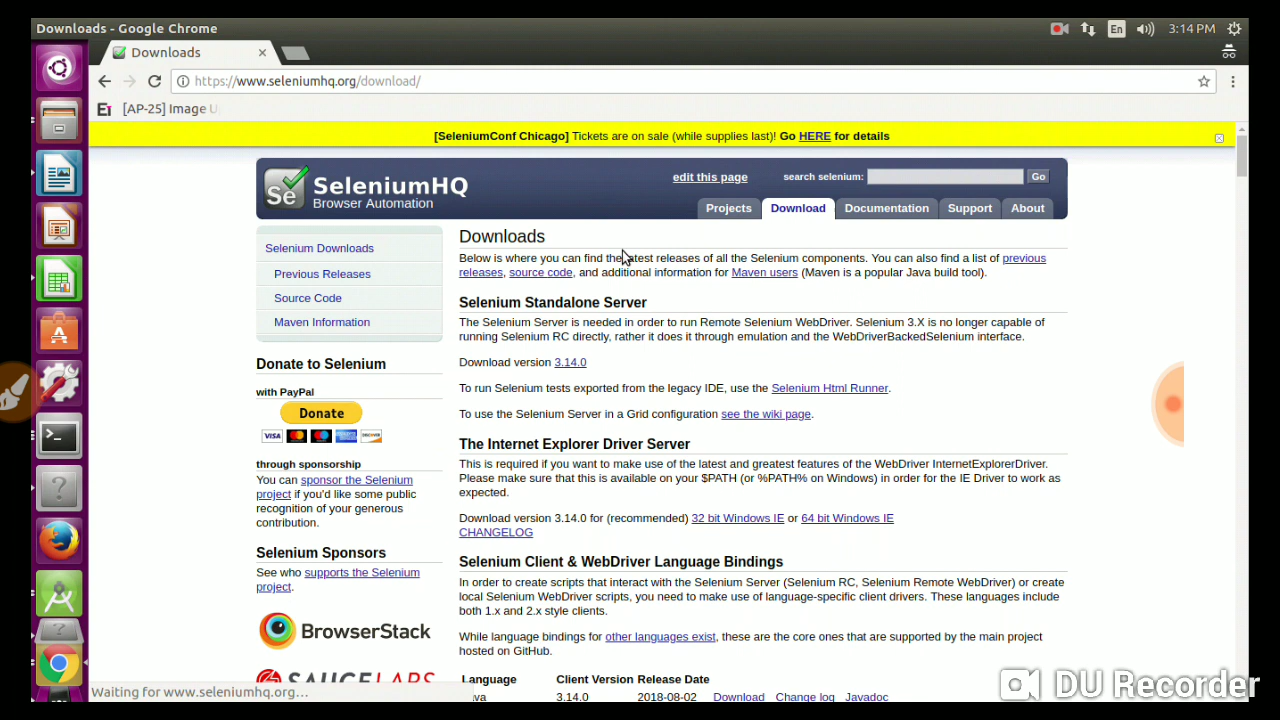 Downloads - Google Chrome
En
3:14 PM
Downloads
https://www.seleniumhq.org/download/
[AP-25] Image
[SeleniumConf Chicago] Tickets are on sale (while supplies last)! Go HERE for details
Se
SeleniumHQ
Browser Automation
edit this page
search selenium:
Go
Projects
Download
Documentation
Support
About
Selenium Downloads
Previous Releases
Source Code
Maven Information
Donate to Selenium
with PayPal
Donate
VISA
through sponsorship
You can sponsor the Selenium
project if you'd like some public
recognition of your generous
contribution.
Selenium Sponsors
See who supports the Selenium
project.
BrowserStack
SAUCE LABS
Downloads
Below is where you can find the latest releases of all the Selenium components. You can also find a list of previous
releases, source code, and additional information for Maven users (Maven is a popular Java build tool).
Selenium Standalone Server
The Selenium Server is needed in order to run Remote Selenium WebDriver. Selenium 3.X is no longer capable of
running Selenium RC directly, rather it does it through emulation and the WebDriverBackedSelenium interface.
Download version 3.14.0
To run Selenium tests exported from the legacy IDE, use the Selenium Html Runner.
To use the Selenium Server in a Grid configuration see the wiki page.
The Internet Explorer Driver Server
This is required if you want to make use of the latest and greatest features of the WebDriver InternetExplorerDriver.
Please make sure that this is available on your $PATH (or %PATH% on Windows) in order for the IE Driver to work as
expected.
Download version 3.14.0 for (recommended) 32 bit Windows IE or 64 bit Windows IE
CHANGELOG
Selenium Client & WebDriver Language Bindings
In order to create scripts that interact with the Selenium Server (Selenium RC, Selenium Remote WebDriver) or create
local Selenium WebDriver scripts, you need to make use of language-specific client drivers. These languages include
both 1.x and 2.x style clients.
While language bindings for other languages exist, these are the core ones that are supported by the main project
hosted on GitHub.
Language Client Version Release Date
Java 3.14.0 2018-08-02 Download Change log Javadoc
Waiting for www.seleniumhq.org...
DU Recorder